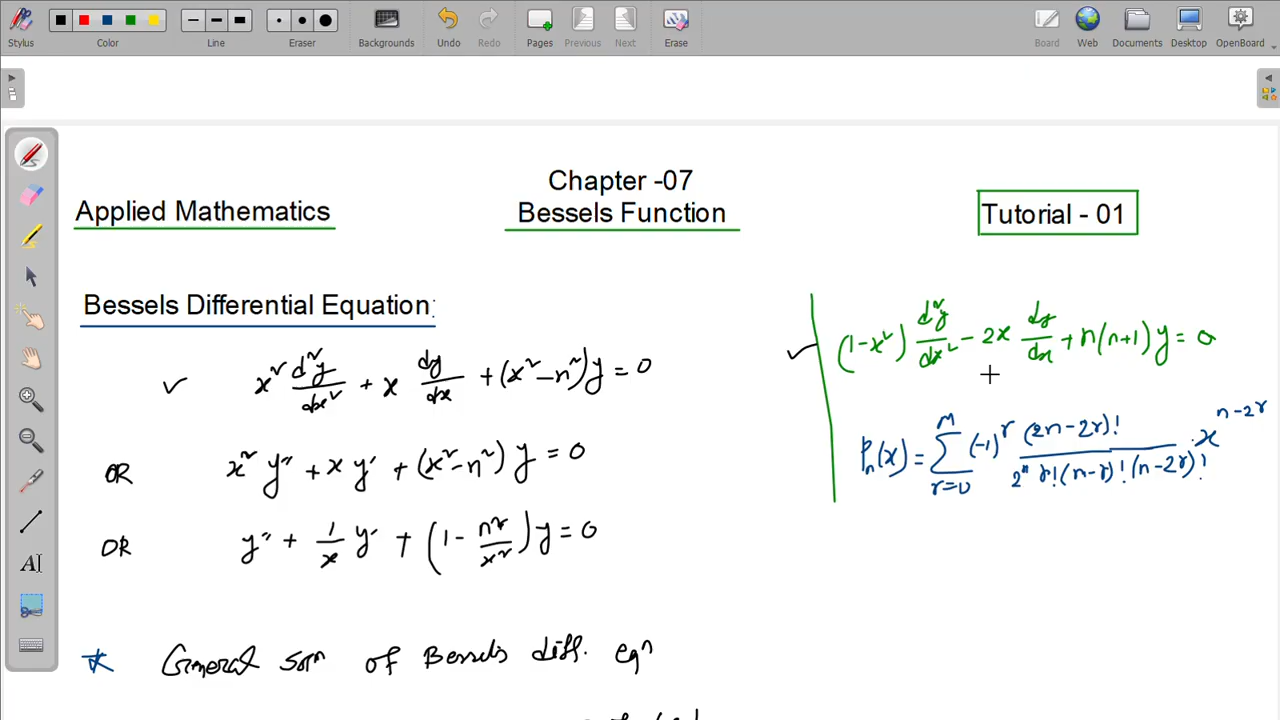 Stylus Color Line Eraser Backgrounds Undo Redo Pages Previous Next Erase Board Web Documents Desktop OpenBoard
Chapter -07
Applied Mathematics Bessels Function Tutorial - 01
Bessels Differential Equation:
✓ x² d²y/dx² + x dy/dx + (x²-n²)y = 0
OR x² y'' + x y' + (x²-n²) y = 0
OR y'' + 1/x y' + (1 - n²/x²) y = 0
✓ (1-x²) d²y/dx² - 2x dy/dx + n(n+1) y = 0
Pₙ(x) = ∑_{r=0}^{M} (-1)^r (2n-2r)! / 2ⁿ r! (n-r)! (n-2r)! · x^{n-2r}
* General soln of Bessels diff. eqn